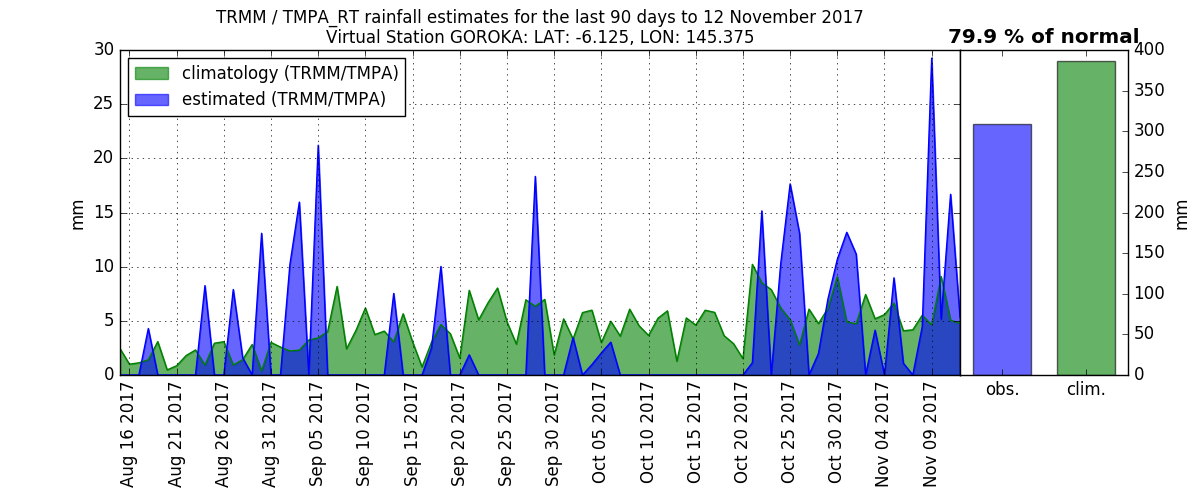 TRMM / TMPA_RT rainfall estimates for the last 90 days to 12 November 2017
Virtual Station GOROKA: LAT: -6.125, LON: 145.375
79.9 % of normal
climatology (TRMM/TMPA)
estimated (TRMM/TMPA)
mm
30
25
20
15
10
5
0
Aug 16 2017
Aug 21 2017
Aug 26 2017
Aug 31 2017
Sep 05 2017
Sep 10 2017
Sep 15 2017
Sep 20 2017
Sep 25 2017
Sep 30 2017
Oct 05 2017
Oct 10 2017
Oct 15 2017
Oct 20 2017
Oct 25 2017
Oct 30 2017
Nov 04 2017
Nov 09 2017
obs.
clim.
400
350
300
250
200
150
100
50
0
mm